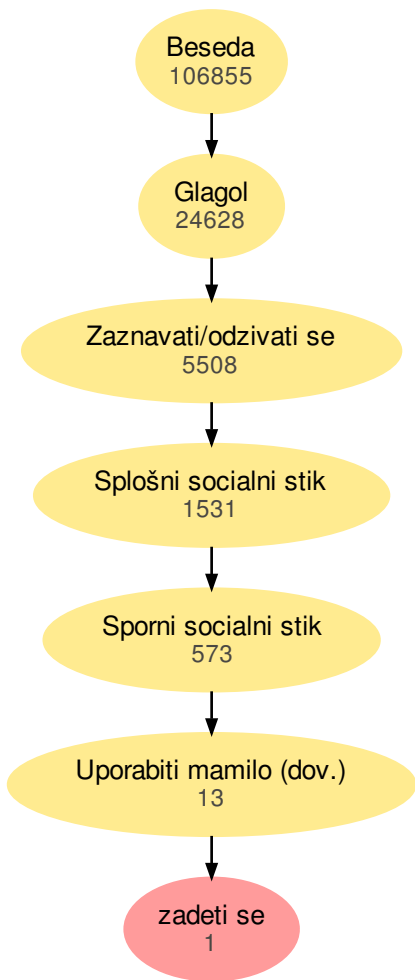 Beseda
106855
Glagol
24628
Zaznavati/odzivati se
5508
Splošni socialni stik
1531
Sporni socialni stik
573
Uporabiti mamilo (dov.)
13
zadeti se
1